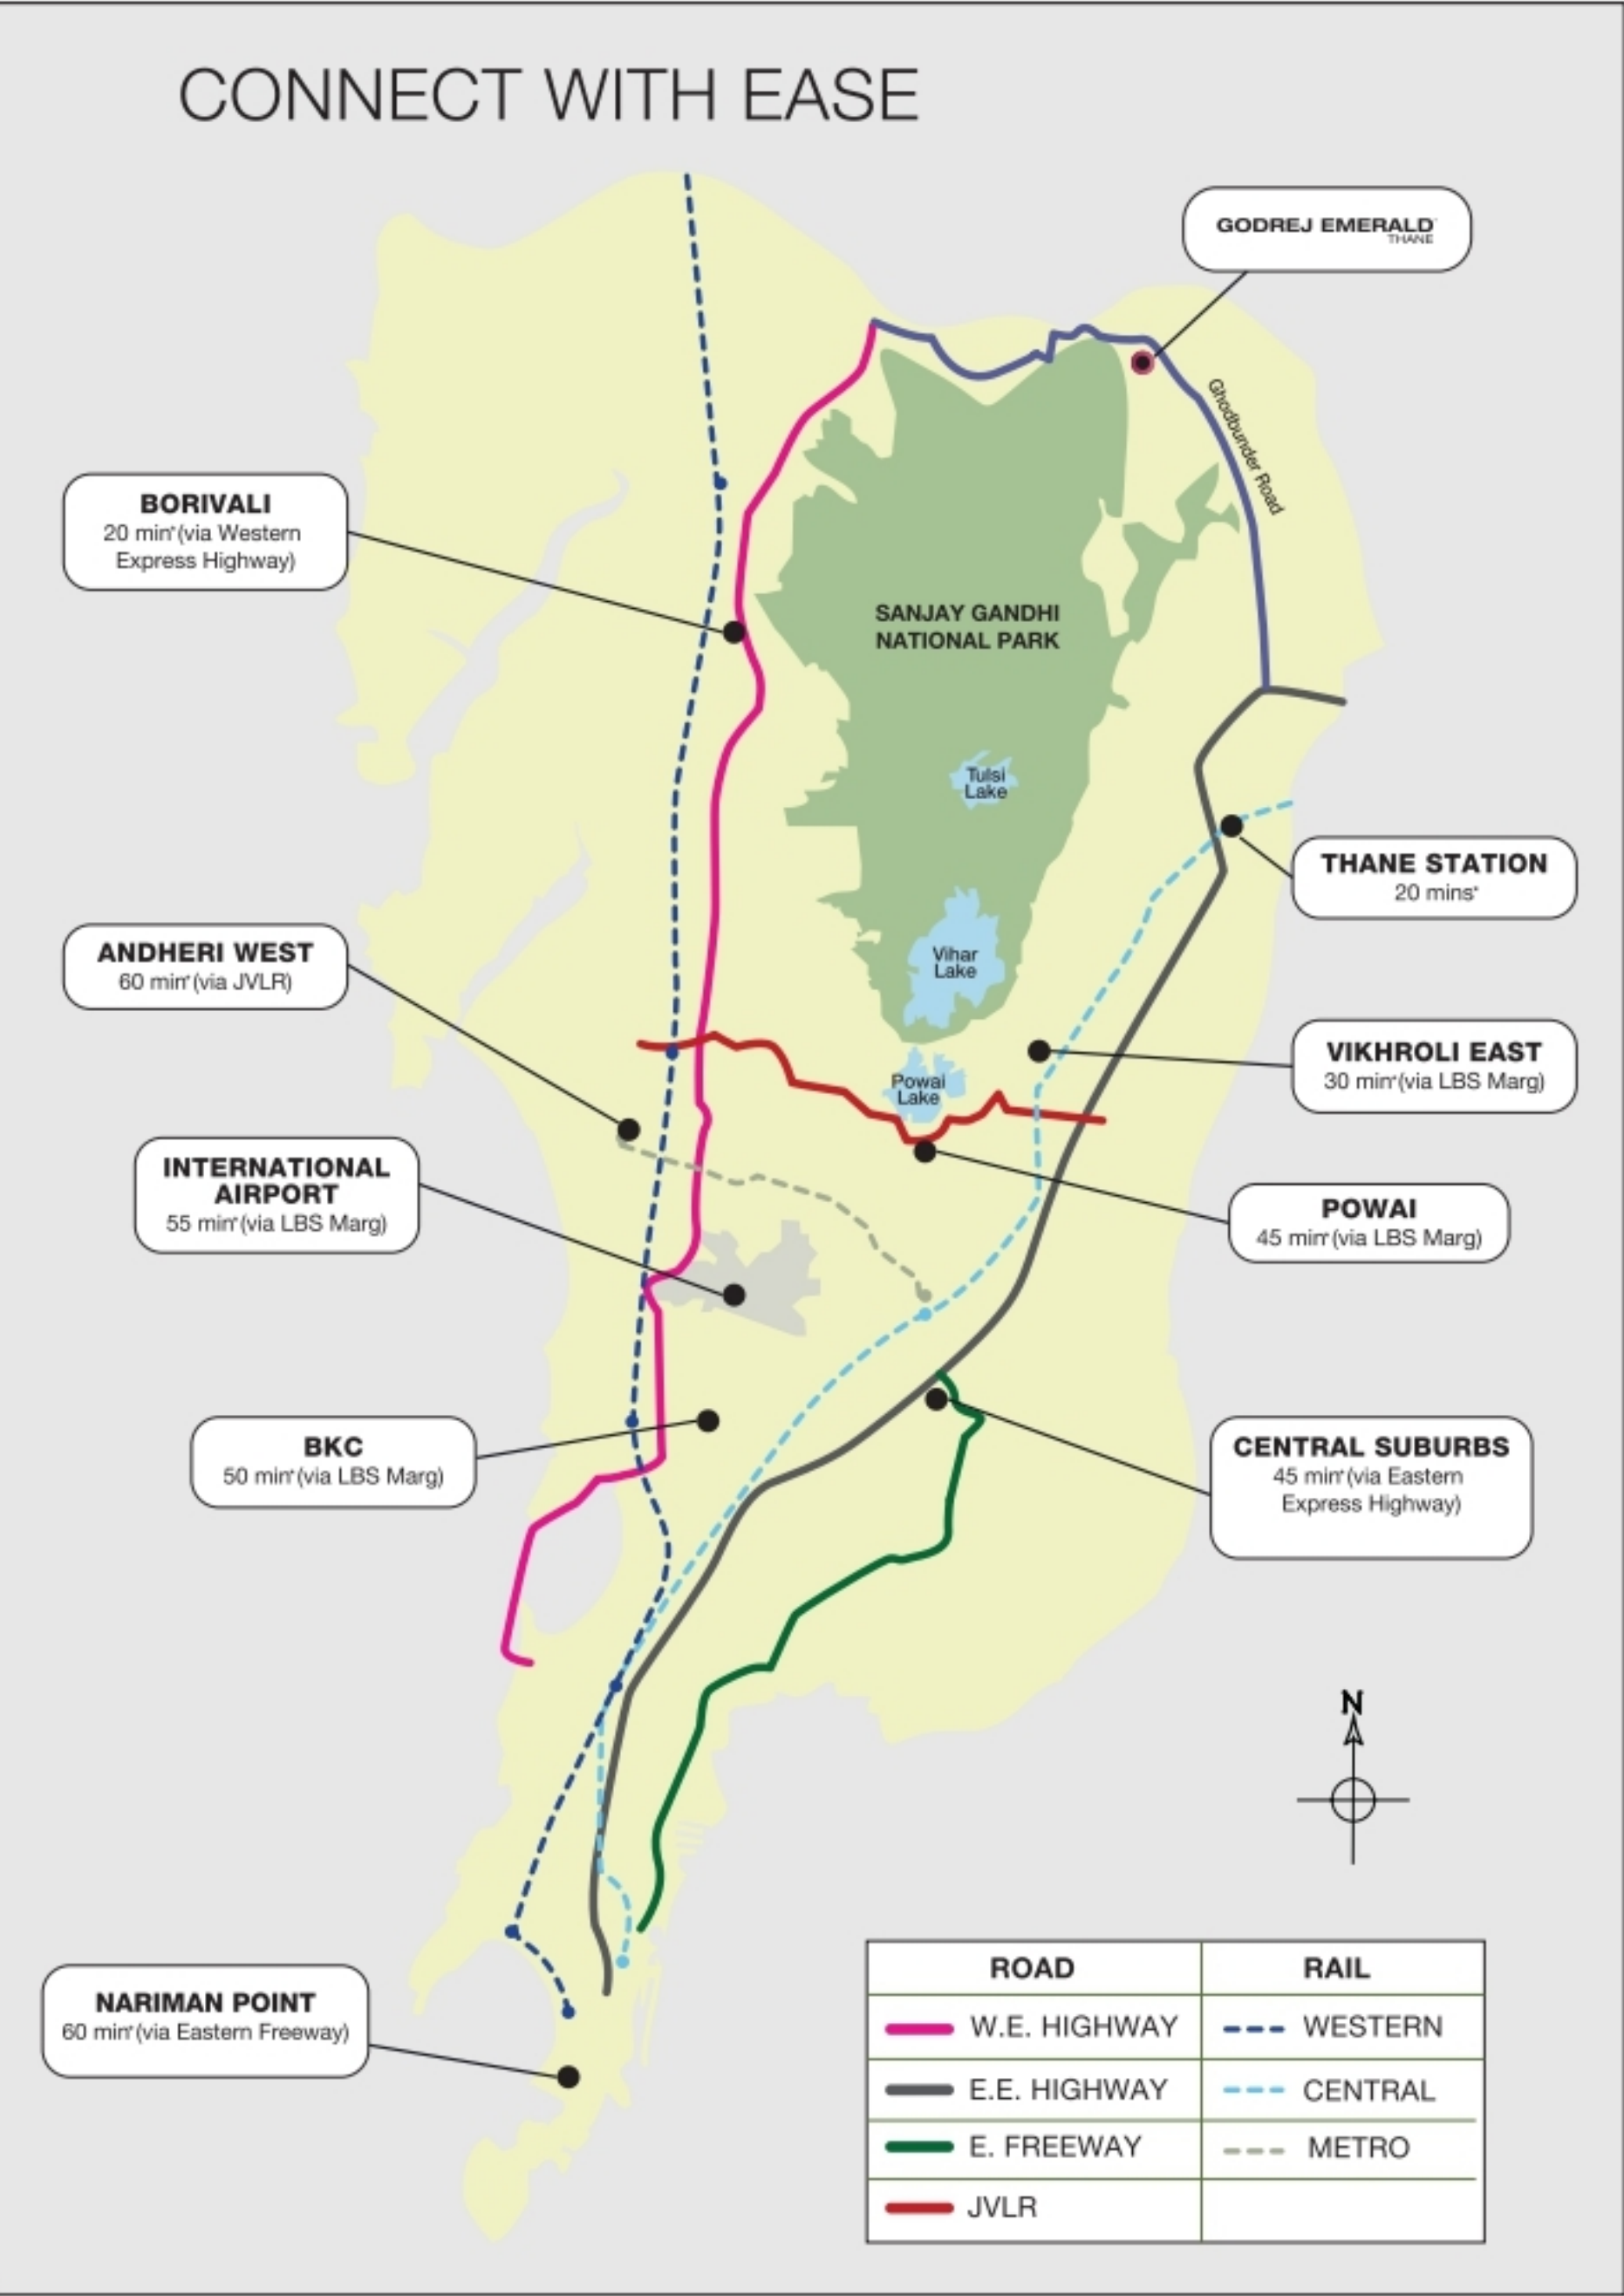 CONNECT WITH EASE
GODREJ EMERALD
THANE
Ghodbunder Road
BORIVALI
20 min*(via Western
Express Highway)
SANJAY GANDHI
NATIONAL PARK
Tulsi
Lake
THANE STATION
20 mins*
ANDHERI WEST
60 min*(via JVLR)
Vihar
Lake
VIKHROLI EAST
30 min*(via LBS Marg)
Powai
Lake
INTERNATIONAL
AIRPORT
55 min*(via LBS Marg)
POWAI
45 min*(via LBS Marg)
BKC
50 min*(via LBS Marg)
CENTRAL SUBURBS
45 min*(via Eastern
Express Highway)
N
NARIMAN POINT
60 min*(via Eastern Freeway)
ROAD RAIL
W.E. HIGHWAY WESTERN
E.E. HIGHWAY CENTRAL
E. FREEWAY METRO
JVLR